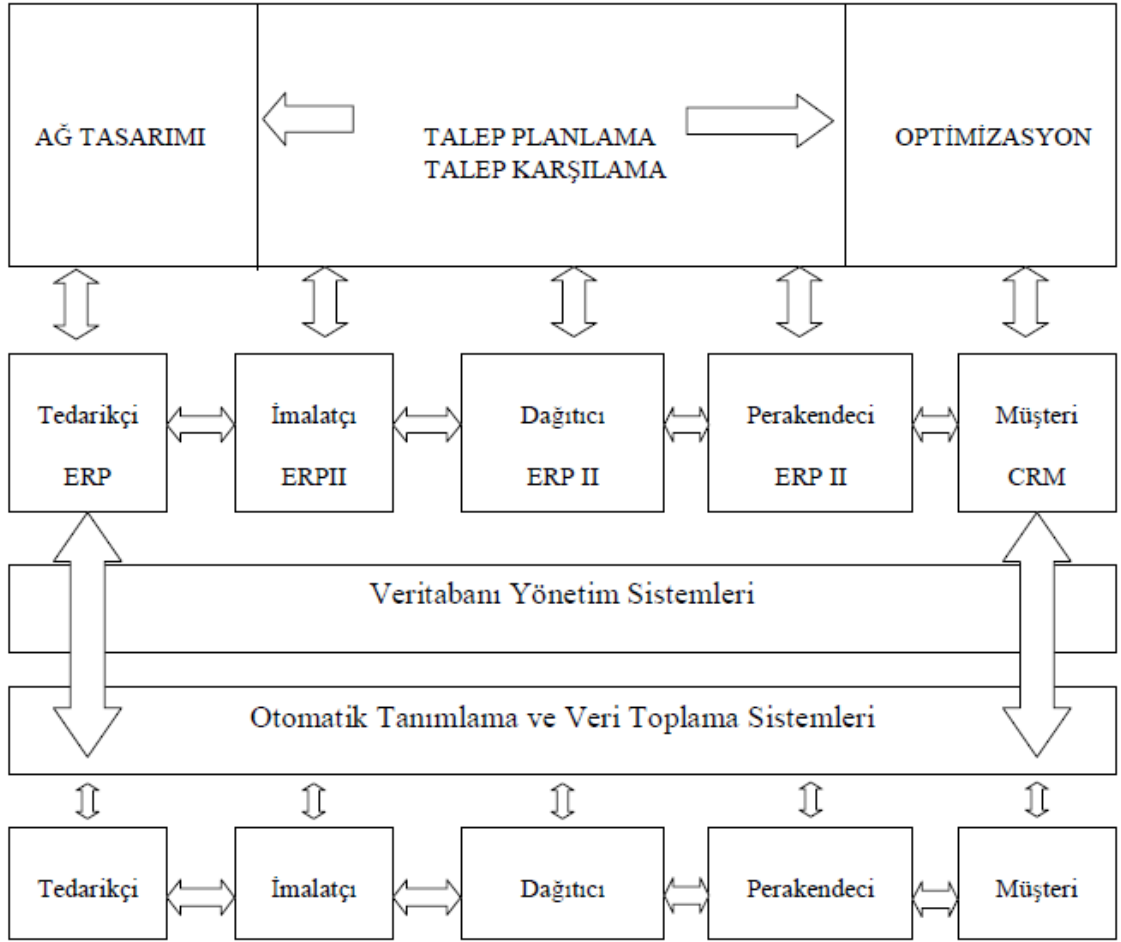 AĞ TASARIMI
TALEP PLANLAMA
TALEP KARŞILAMA
OPTİMİZASYON
Tedarikçi
ERP
İmalatçı
ERPII
Dağıtıcı
ERP II
Perakendeci
ERP II
Müşteri
CRM
Veritabanı Yönetim Sistemleri
Otomatik Tanımlama ve Veri Toplama Sistemleri
Tedarikçi
İmalatçı
Dağıtıcı
Perakendeci
Müşteri